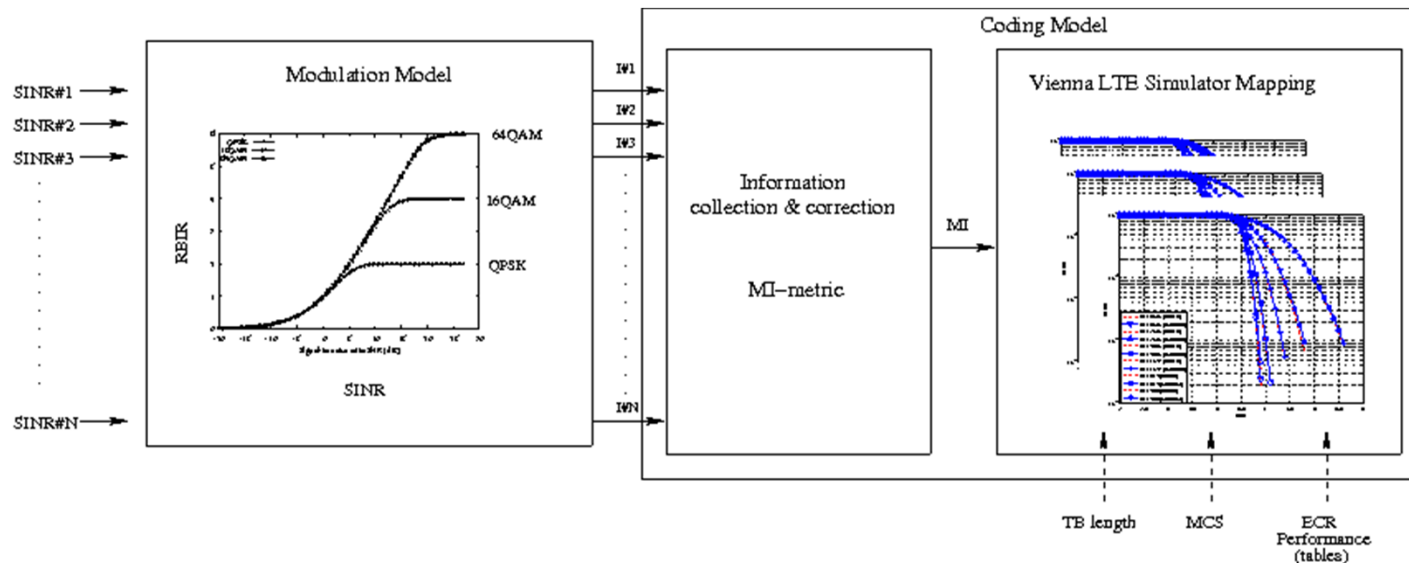 Coding Model
Modulation Model
Vienna LTE Simulator Mapping
SINR#1
SINR#2
SINR#3
SINR#N
64QAM
16QAM
QPSK
RBIR
SINR
I#1
I#2
I#3
I#N
Information
collection & correction
MI-metric
MI
TB length
MCS
ECR
Performance
(tables)